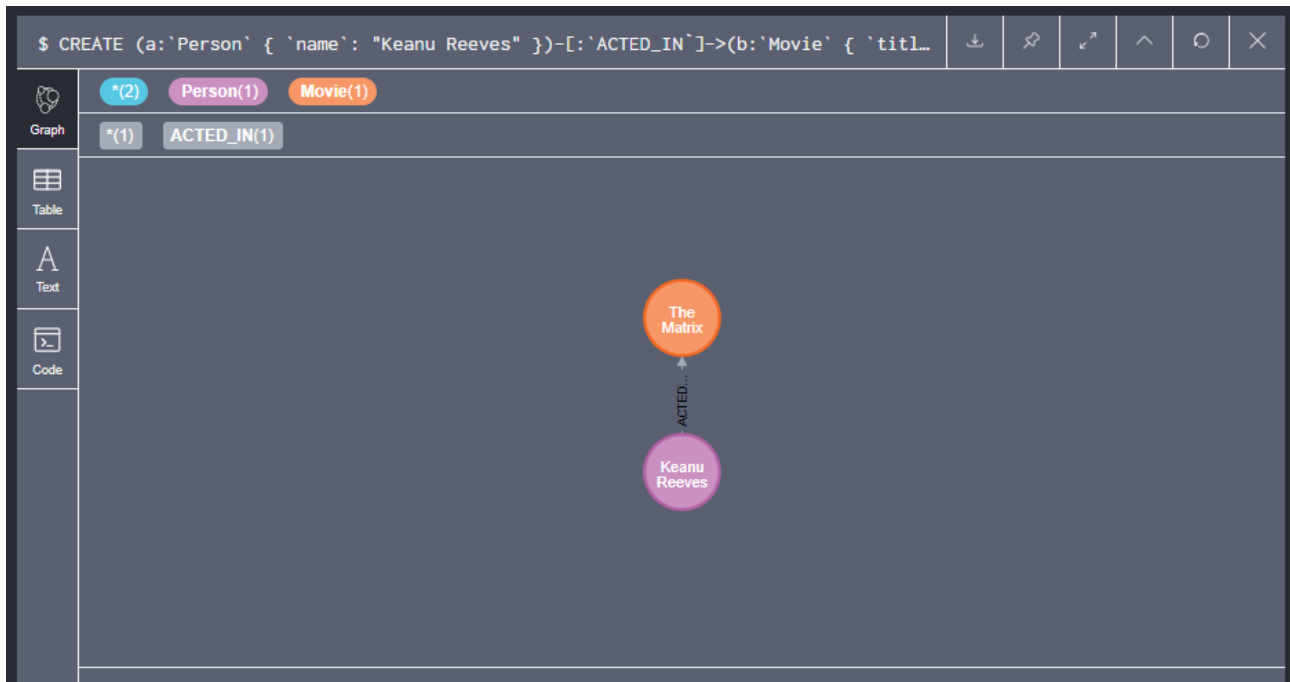 $ CREATE (a:`Person` { `name`: "Keanu Reeves" })-[:`ACTED_IN`]->(b:`Movie` { `titl…
Graph
*(2) Person(1) Movie(1)
*(1) ACTED_IN(1)
Table
A
Text
>_
Code
The
Matrix
ACTED...
Keanu
Reeves